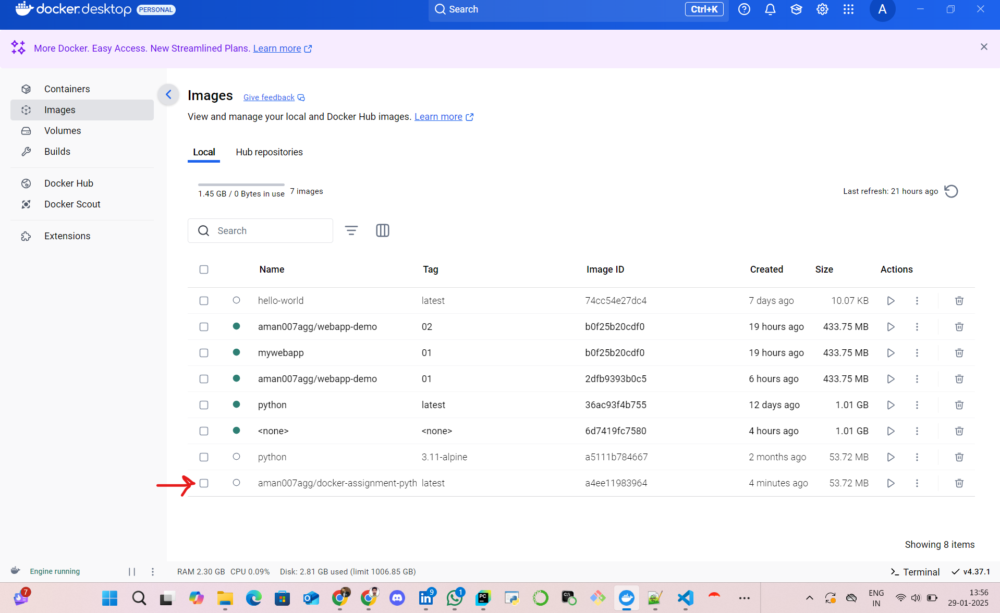 docker.desktop PERSONAL Search Ctrl+K A
More Docker. Easy Access. New Streamlined Plans. Learn more
Containers
Images
Volumes
Builds
Docker Hub
Docker Scout
Extensions
Images Give feedback
View and manage your local and Docker Hub images. Learn more
Local Hub repositories
1.45 GB / 0 Bytes in use 7 images Last refresh: 21 hours ago
Search
Name Tag Image ID Created Size Actions
hello-world latest 74cc54e27dc4 7 days ago 10.07 KB
aman007agg/webapp-demo 02 b0f25b20cdf0 19 hours ago 433.75 MB
mywebapp 01 b0f25b20cdf0 19 hours ago 433.75 MB
aman007agg/webapp-demo 01 2dfb9393b0c5 6 hours ago 433.75 MB
python latest 36ac93f4b755 12 days ago 1.01 GB
<none> <none> 6d7419fc7580 4 hours ago 1.01 GB
python 3.11-alpine a5111b784667 2 months ago 53.72 MB
aman007agg/docker-assignment-pyth latest a4ee11983964 4 minutes ago 53.72 MB
Showing 8 items
Engine running RAM 2.30 GB CPU 0.09% Disk: 2.81 GB used (limit 1006.85 GB) Terminal v4.37.1
7 9 1 PC ENG 13:56
IN 29-01-2025